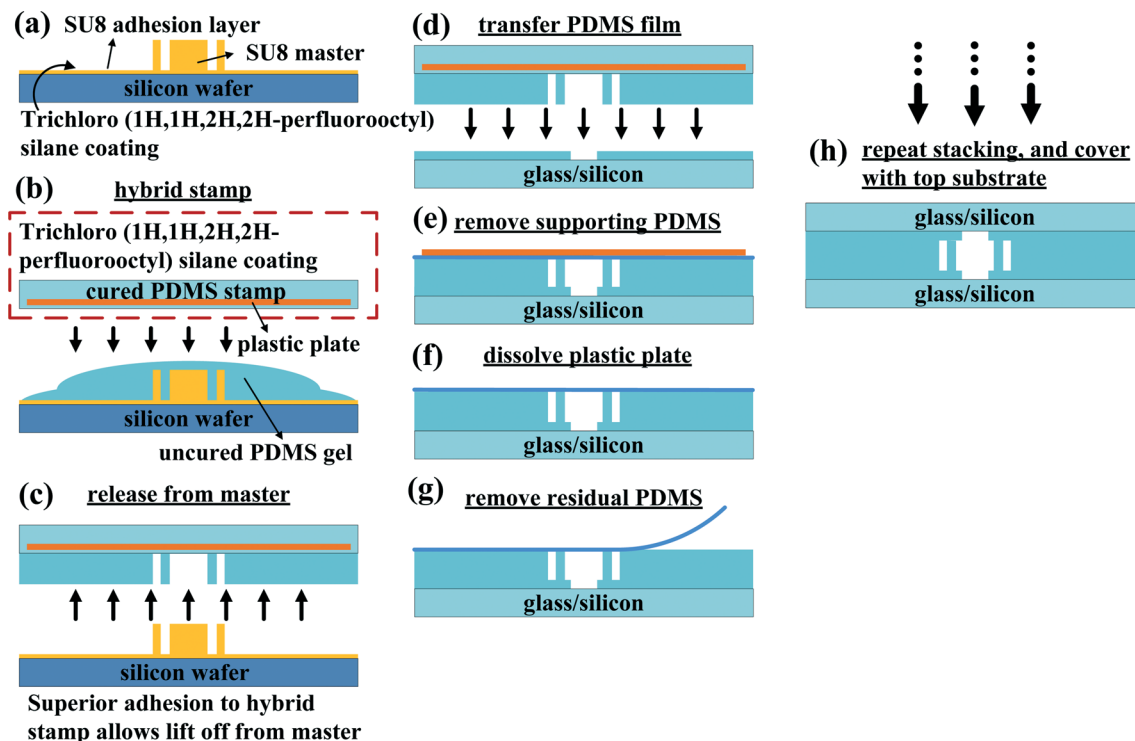 (a)
SU8 adhesion layer
SU8 master
silicon wafer
Trichloro (1H,1H,2H,2H-perfluorooctyl)
silane coating
(b)
hybrid stamp
Trichloro (1H,1H,2H,2H-
perfluorooctyl) silane coating
cured PDMS stamp
plastic plate
silicon wafer
uncured PDMS gel
(c)
release from master
silicon wafer
Superior adhesion to hybrid
stamp allows lift off from master
(d)
transfer PDMS film
glass/silicon
(e)
remove supporting PDMS
glass/silicon
(f)
dissolve plastic plate
glass/silicon
(g)
remove residual PDMS
glass/silicon
(h)
repeat stacking, and cover
with top substrate
glass/silicon
glass/silicon